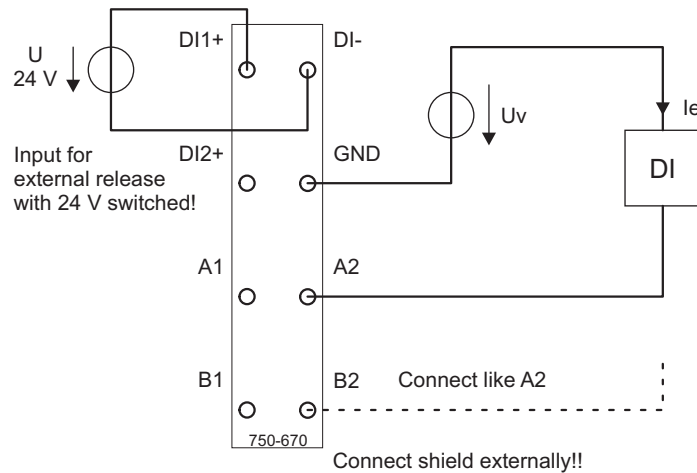 DI1+
DI-
U
24 V
Uv
Ie
DI
Input for
external release
with 24 V switched!
DI2+
GND
A1
A2
B1
B2
Connect like A2
750-670
Connect shield externally!!